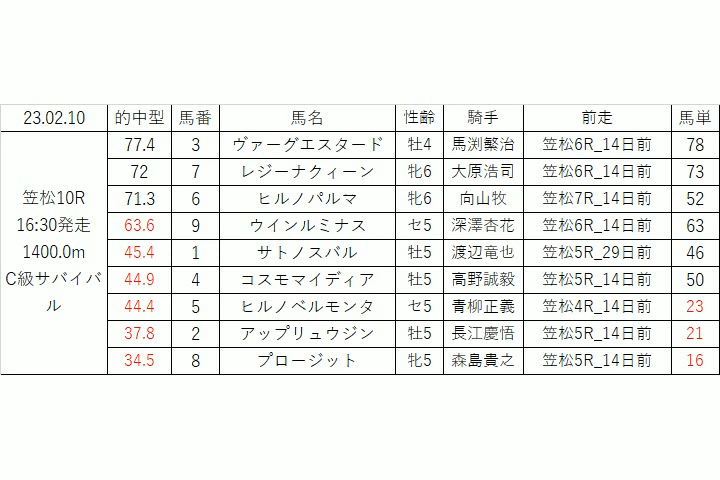 23.02.10 的中型 馬番 馬名 性齢 騎手 前走 馬単
笠松10R
16:30発走
1400.0m
C級サバイバ
ル
77.4 3 ヴァーグエスタード 牡4 馬渕繁治 笠松6R_14日前 78
72 7 レジーナクィーン 牝6 大原浩司 笠松6R_14日前 73
71.3 6 ヒルノパルマ 牝6 向山牧 笠松7R_14日前 52
63.6 9 ウインルミナス セ5 深澤杏花 笠松6R_14日前 63
45.4 1 サトノスバル 牡5 渡辺竜也 笠松5R_29日前 46
44.9 4 コスモマイディア 牡5 高野誠毅 笠松5R_14日前 50
44.4 5 ヒルノベルモンタ セ5 青柳正義 笠松4R_14日前 23
37.8 2 アップリュウジン 牡5 長江慶悟 笠松5R_14日前 21
34.5 8 プロージット 牝5 森島貴之 笠松5R_14日前 16